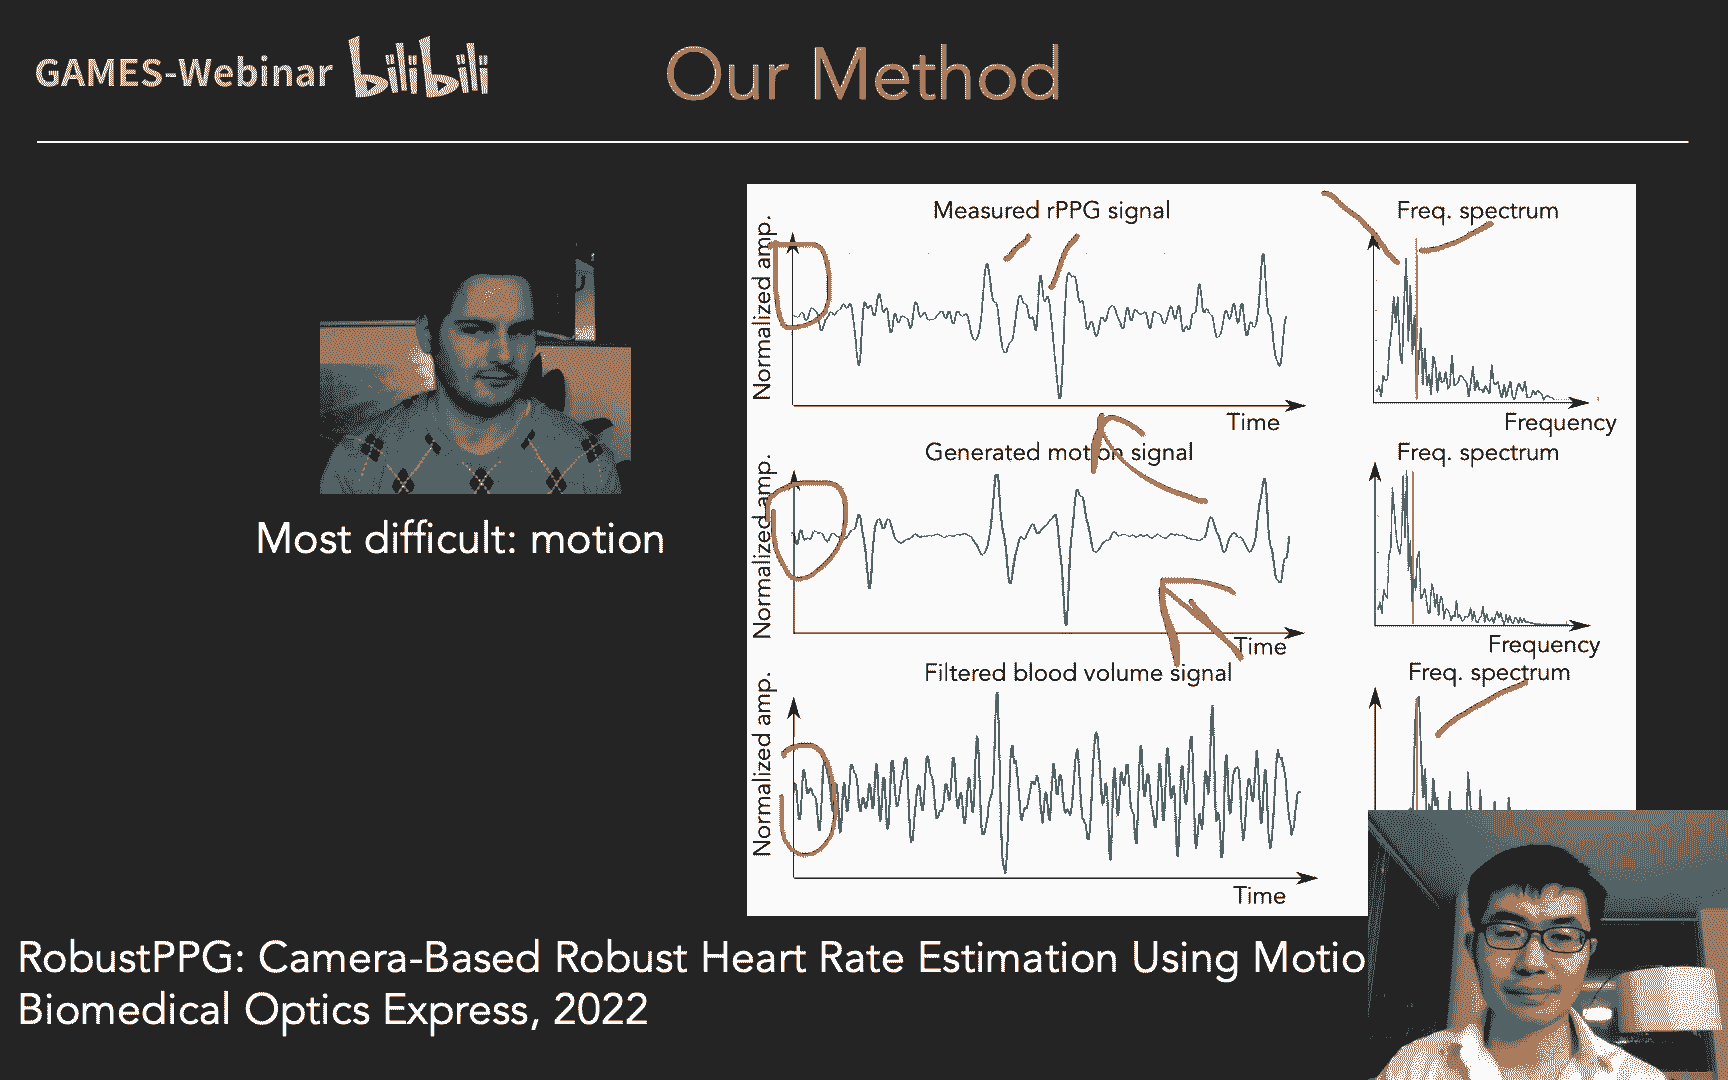 GAMES-Webinar bilibili
Our Method
Most difficult: motion
Measured rPPG signal
Freq. spectrum
Normalized amp.
Time
Frequency
Generated motion signal
Freq. spectrum
Normalized amp.
Time
Frequency
Filtered blood volume signal
Freq. spectrum
Normalized amp.
Time
RobustPPG: Camera-Based Robust Heart Rate Estimation Using Motio
Biomedical Optics Express, 2022